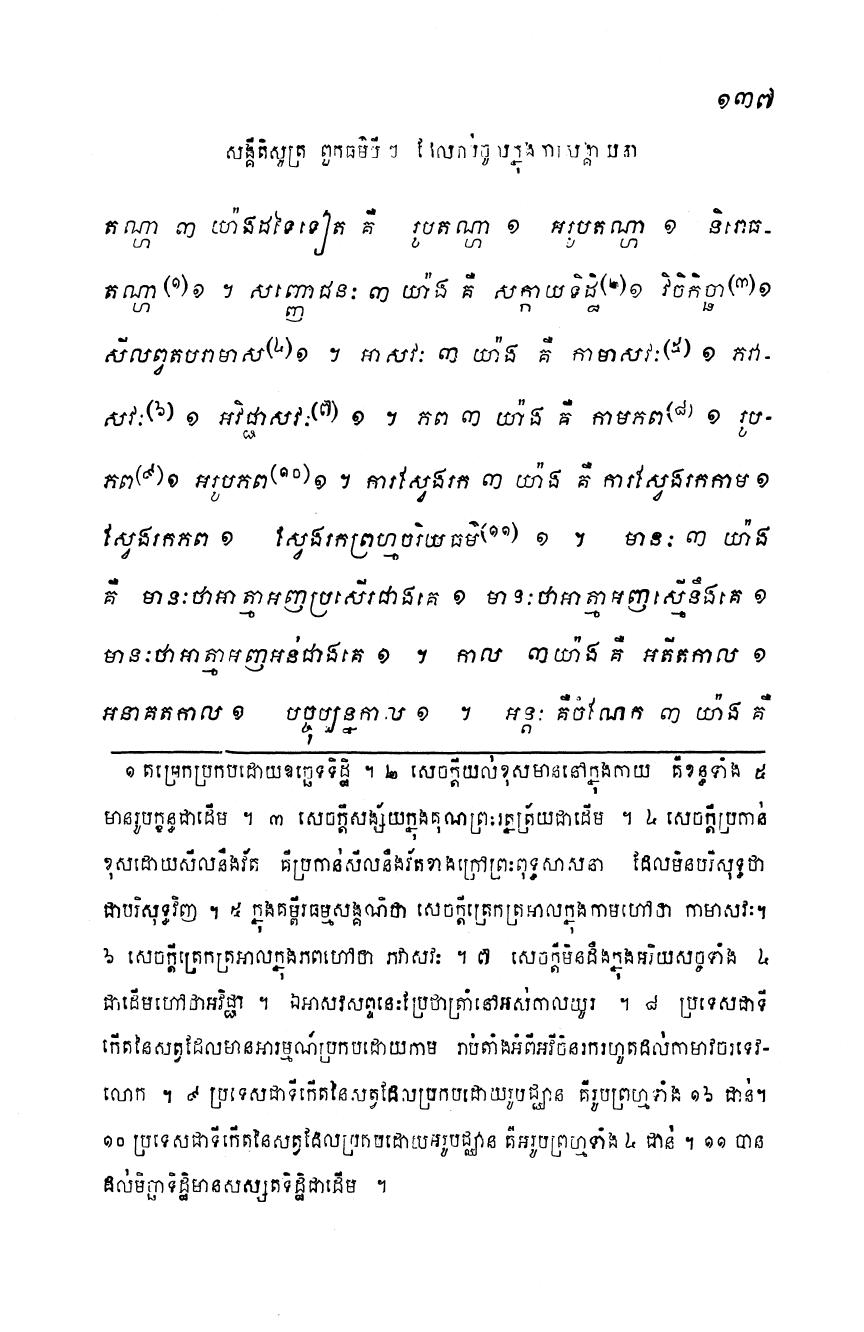 ១៣៧
សង្គីតិសូត្រ ពួកធម៌ទី ៗ ដែលរាប់ចូលក្នុង
តណ្ហា ៣ យ៉ាងដទៃទៀត គឺ រូបតណ្ហា ១ អរូបតណ្ហា ១ និរោធ-
តណ្ហា (១)១ ។ សញ្ញោជនៈ ៣ យ៉ាង គឺ សក្កាយទិដ្ឋិ(២)១ វិចិកិច្ឆា(៣)១
សីលព្វតបរាមាស(៤)១ ។ អាសវៈ ៣ យ៉ាង គឺ កាមាសវៈ(៥) ១ ភវា-
សវៈ(៦) ១ អវិជ្ជាសវៈ(៧) ១ ។ ភព ៣ យ៉ាង គឺ កាមភព(៨) ១ រូប-
ភព(៩)១ អរូបភព(១០)១ ។ ការស្វែងរក ៣ យ៉ាង គឺ ការស្វែងរកកាម ១
ស្វែងរកភព ១ ស្វែងរកព្រហ្មចរិយធម៌(១១) ១ ។ មានៈ ៣ យ៉ាង
គឺ មានៈថាអាត្មាអញប្រសើរជាងគេ ១ មានៈថាអាត្មាអញស្មើនឹងគេ ១
មានៈថាអាត្មាអញអន់ជាងគេ ១ ។ កាល ៣យ៉ាង គឺ អតីតកាល ១
អនាគតកាល ១ បច្ចុប្បន្នកាល ១ ។ អន្តៈ គឺចំណែក ៣ យ៉ាង គឺ
១ តម្រេកប្រកបដោយឧច្ឆេទទិដ្ឋិ ។ ២ សេចក្តីយល់ខុសមាននៅក្នុងកាយ គឺខន្ធទាំង ៥
មានរូបក្ខន្ធជាដើម ។ ៣ សេចក្តីសង្ស័យក្នុងគុណព្រះរត្នត្រ័យជាដើម ។ ៤ សេចក្តីប្រកាន់
ខុសដោយសីលនឹងវ័ត គឺប្រកាន់សីលនឹងវ័តខាងក្រៅព្រះពុទ្ធសាសនា ដែលមិនបរិសុទ្ធថា
ជាបរិសុទ្ធវិញ ។ ៥ ក្នុងគម្ពីរធម្មសង្គណិថា សេចក្តីត្រេកត្រអាលក្នុងកាមហៅថា កាមាសវៈ។
៦ សេចក្តីត្រេកត្រអាលក្នុងភពហៅថា ភវាសវៈ ។ ៧ សេចក្តីមិនដឹងក្នុងអរិយសច្ចទាំង ៤
ជាដើមហៅថាអវិជ្ជា ។ ឯអាសវសព្ទនេះប្រែថាត្រាំនៅអស់កាលយូរ ។ ៨ ប្រទេសជាទី
កើតនៃសត្វដែលមានអារម្មណ៍ប្រកបដោយកាម រាប់តាំងអំពីអវីចិនរករហូតដល់កាមាវចរទេវ-
លោក ។ ៩ ប្រទេសជាទីកើតនៃសត្វដែលប្រកបដោយរូបជ្ឈាន គឺរូបព្រហ្មទាំង ១៦ ជាន់។
១០ ប្រទេសជាទីកើតនៃសត្វដែលប្រកបដោយអរូបជ្ឈាន គឺអរូបព្រហ្មទាំង ៤ ជាន់ ។ ១១ បាន
ដល់មិច្ឆាទិដ្ឋិមានសស្សតទិដ្ឋិជាដើម ។